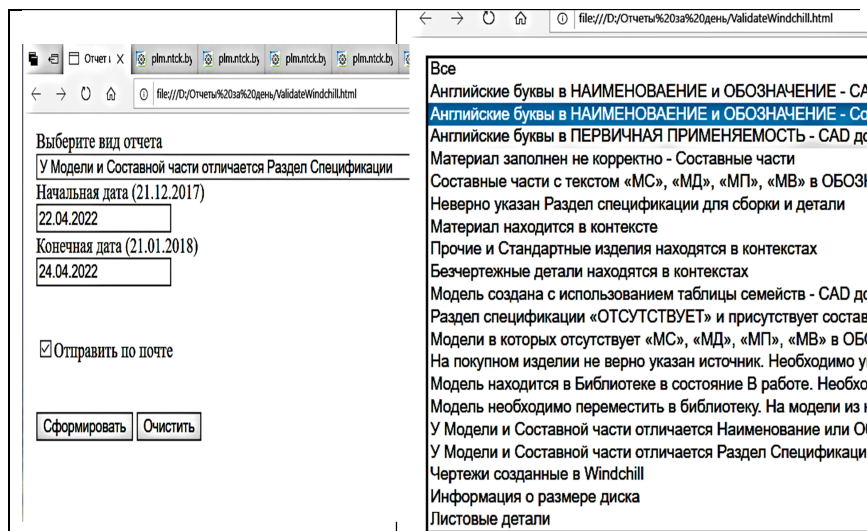 Отчет
plm.ntck.by
plm.ntck.by
plm.ntck.by
plm.ntck.by
file:///D:/Отчеты%20за%20день/ValidateWindchill.html
Выберите вид отчета
У Модели и Составной части отличается Раздел Спецификации
Начальная дата (21.12.2017)
22.04.2022
Конечная дата (21.01.2018)
24.04.2022
Отправить по почте
Сформировать Очистить
file:///D:/Отчеты%20за%20день/ValidateWindchill.html
Все
Английские буквы в НАИМЕНОВАЕНИЕ и ОБОЗНАЧЕНИЕ - CA
Английские буквы в НАИМЕНОВАЕНИЕ и ОБОЗНАЧЕНИЕ - Со
Английские буквы в ПЕРВИЧНАЯ ПРИМЕНЯЕМОСТЬ - CAD до
Материал заполнен не корректно - Составные части
Составные части с текстом «МС», «МД», «МП», «МВ» в ОБОЗН
Неверно указан Раздел спецификации для сборки и детали
Материал находится в контексте
Прочие и Стандартные изделия находятся в контекстах
Безчертежные детали находятся в контекстах
Модель создана с использованием таблицы семейств - CAD до
Раздел спецификации «ОТСУТСТВУЕТ» и присутствует состав
Модели в которых отсутствует «МС», «МД», «МП», «МВ» в ОБО
На покупном изделии не верно указан источник. Необходимо у
Модель находится в Библиотеке в состояние В работе. Необхо
Модель необходимо переместить в библиотеку. На модели из
У Модели и Составной части отличается Наименование или О
У Модели и Составной части отличается Раздел Спецификаци
Чертежи созданные в Windchill
Информация о размере диска
Листовые детали